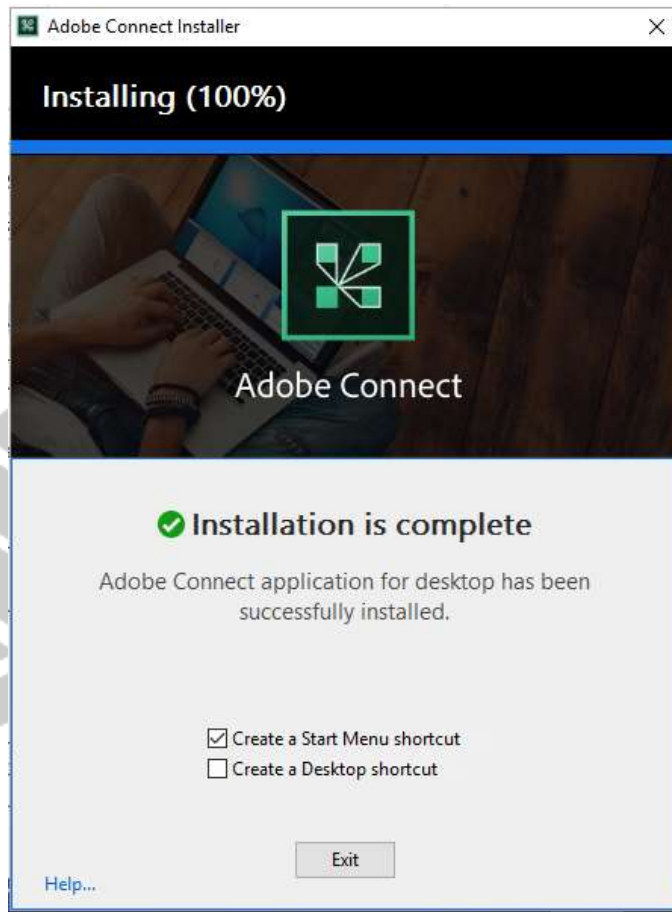 Adobe Connect Installer
Installing (100%)
Adobe Connect
Installation is complete
Adobe Connect application for desktop has been
successfully installed.
Create a Start Menu shortcut
Create a Desktop shortcut
Exit
Help...